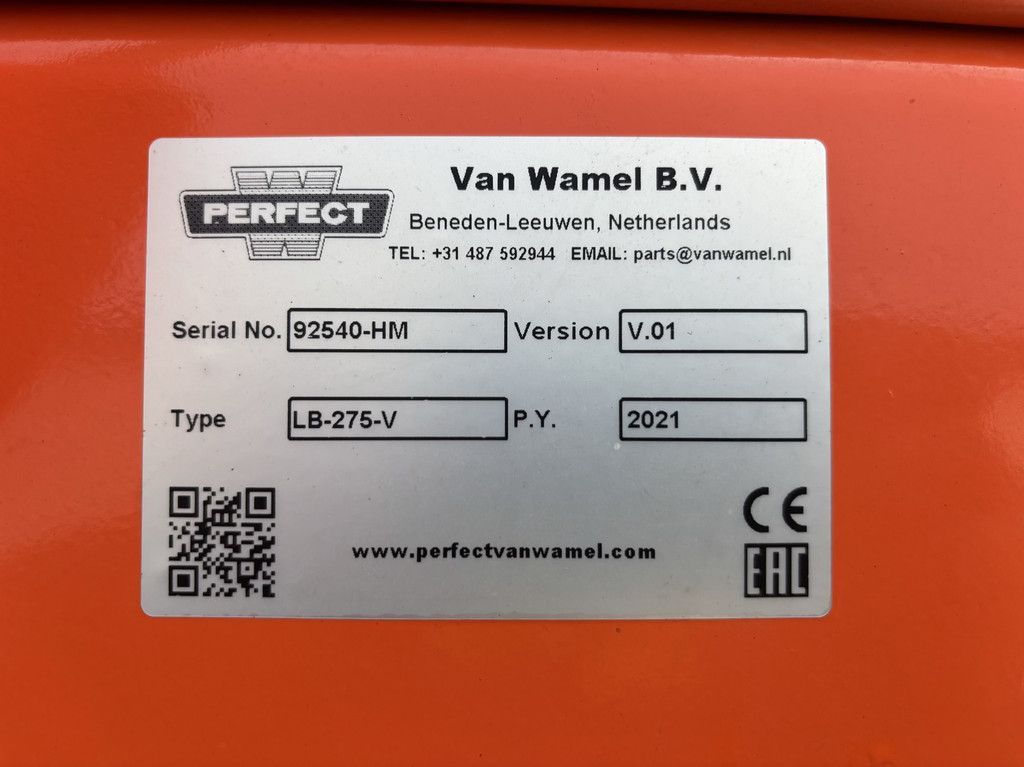 PERFECT
Van Wamel B.V.
Beneden-Leeuwen, Netherlands
TEL: +31 487 592944 EMAIL: parts@vanwamel.nl
Serial No. 92540-HM Version V.01
Type LB-275-V P.Y. 2021
CE
www.perfectvanwamel.com
EAC